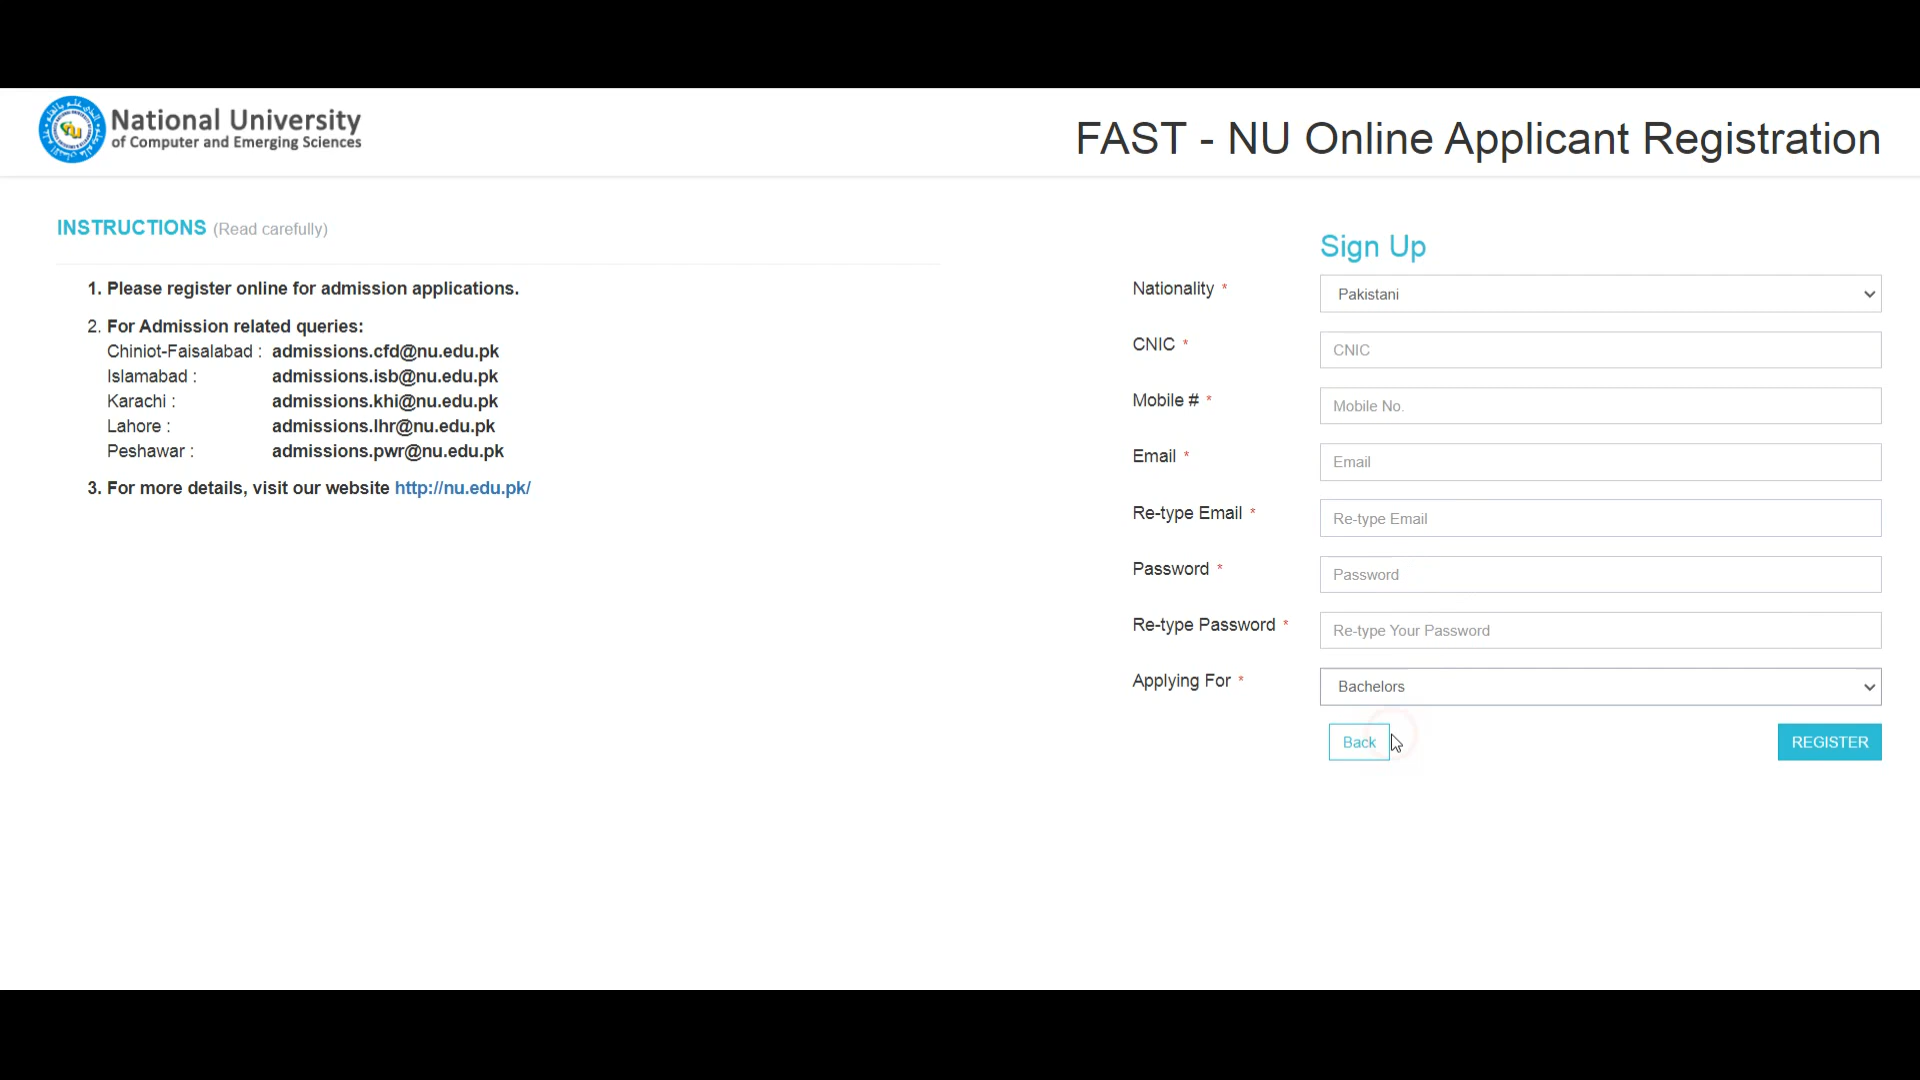 National University
of Computer and Emerging Sciences
FAST - NU Online Applicant Registration
INSTRUCTIONS (Read carefully)
1. Please register online for admission applications.
2. For Admission related queries:
Chiniot-Faisalabad : admissions.cfd@nu.edu.pk
Islamabad : admissions.isb@nu.edu.pk
Karachi : admissions.khi@nu.edu.pk
Lahore : admissions.lhr@nu.edu.pk
Peshawar : admissions.pwr@nu.edu.pk
3. For more details, visit our website http://nu.edu.pk/
Sign Up
Nationality * Pakistani
CNIC * CNIC
Mobile # * Mobile No.
Email * Email
Re-type Email * Re-type Email
Password * Password
Re-type Password * Re-type Your Password
Applying For * Bachelors
Back REGISTER